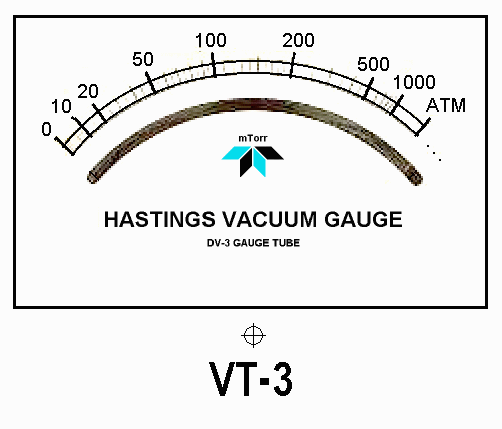 0 10 20 50 100 200 500 1000 ATM
mTorr
HASTINGS VACUUM GAUGE
DV-3 GAUGE TUBE
VT-3